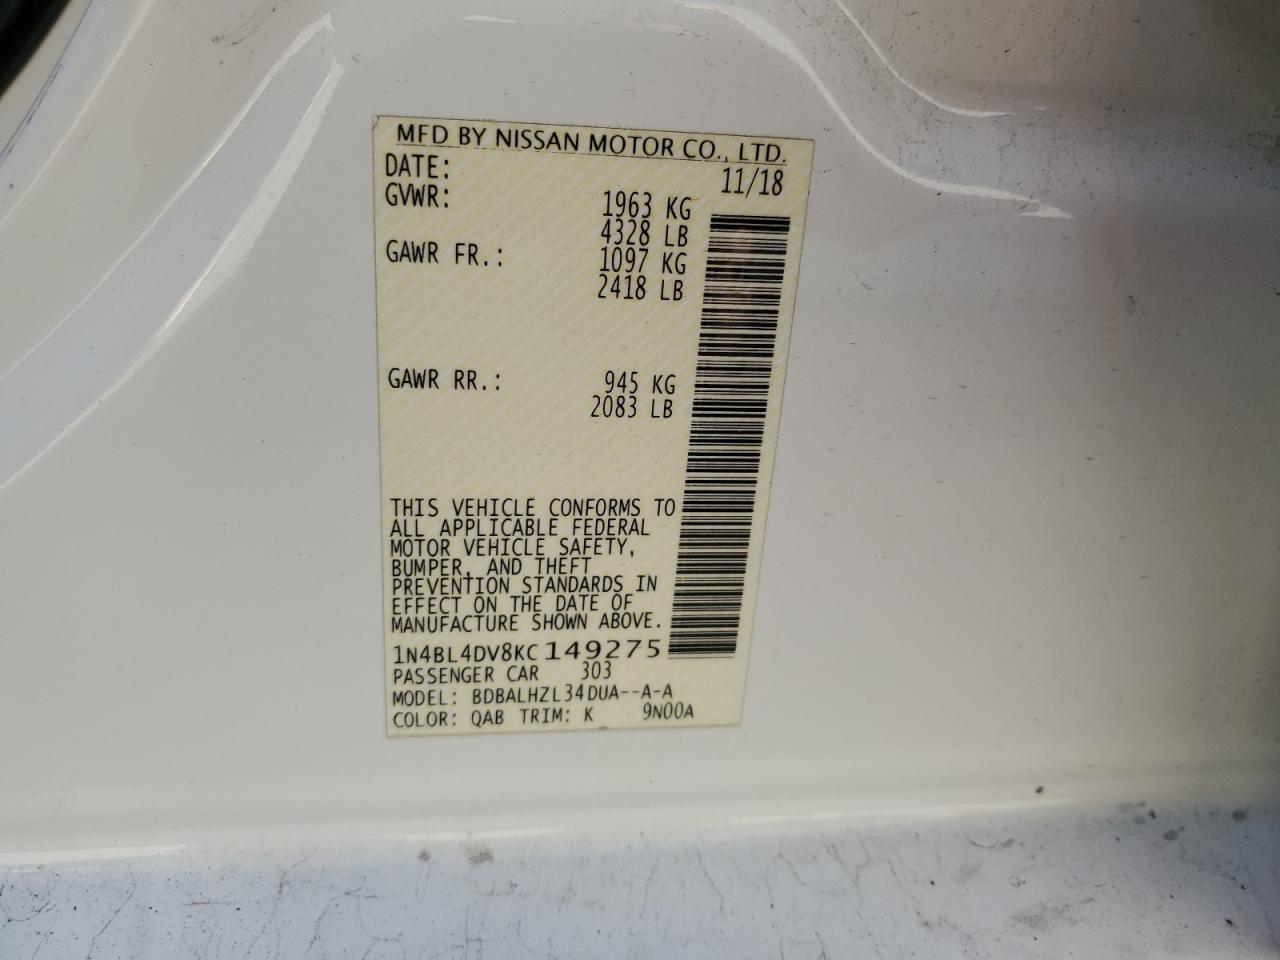 MFD BY NISSAN MOTOR CO., LTD.
DATE: 11/18
GVWR: 1963 KG
4328 LB
GAWR FR.: 1097 KG
2418 LB
GAWR RR.: 945 KG
2083 LB
THIS VEHICLE CONFORMS TO
ALL APPLICABLE FEDERAL
MOTOR VEHICLE SAFETY,
BUMPER, AND THEFT
PREVENTION STANDARDS IN
EFFECT ON THE DATE OF
MANUFACTURE SHOWN ABOVE.
1N4BL4DV8KC149275
PASSENGER CAR 303
MODEL: BDBALHZL34DUA--A-A
COLOR: QAB TRIM: K 9N00A